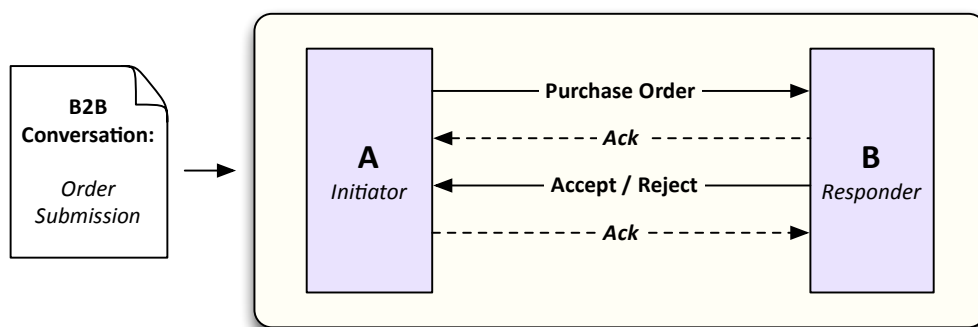 B2B
Conversation:
Order
Submission
A
Initiator
Purchase Order
Ack
Accept / Reject
Ack
B
Responder